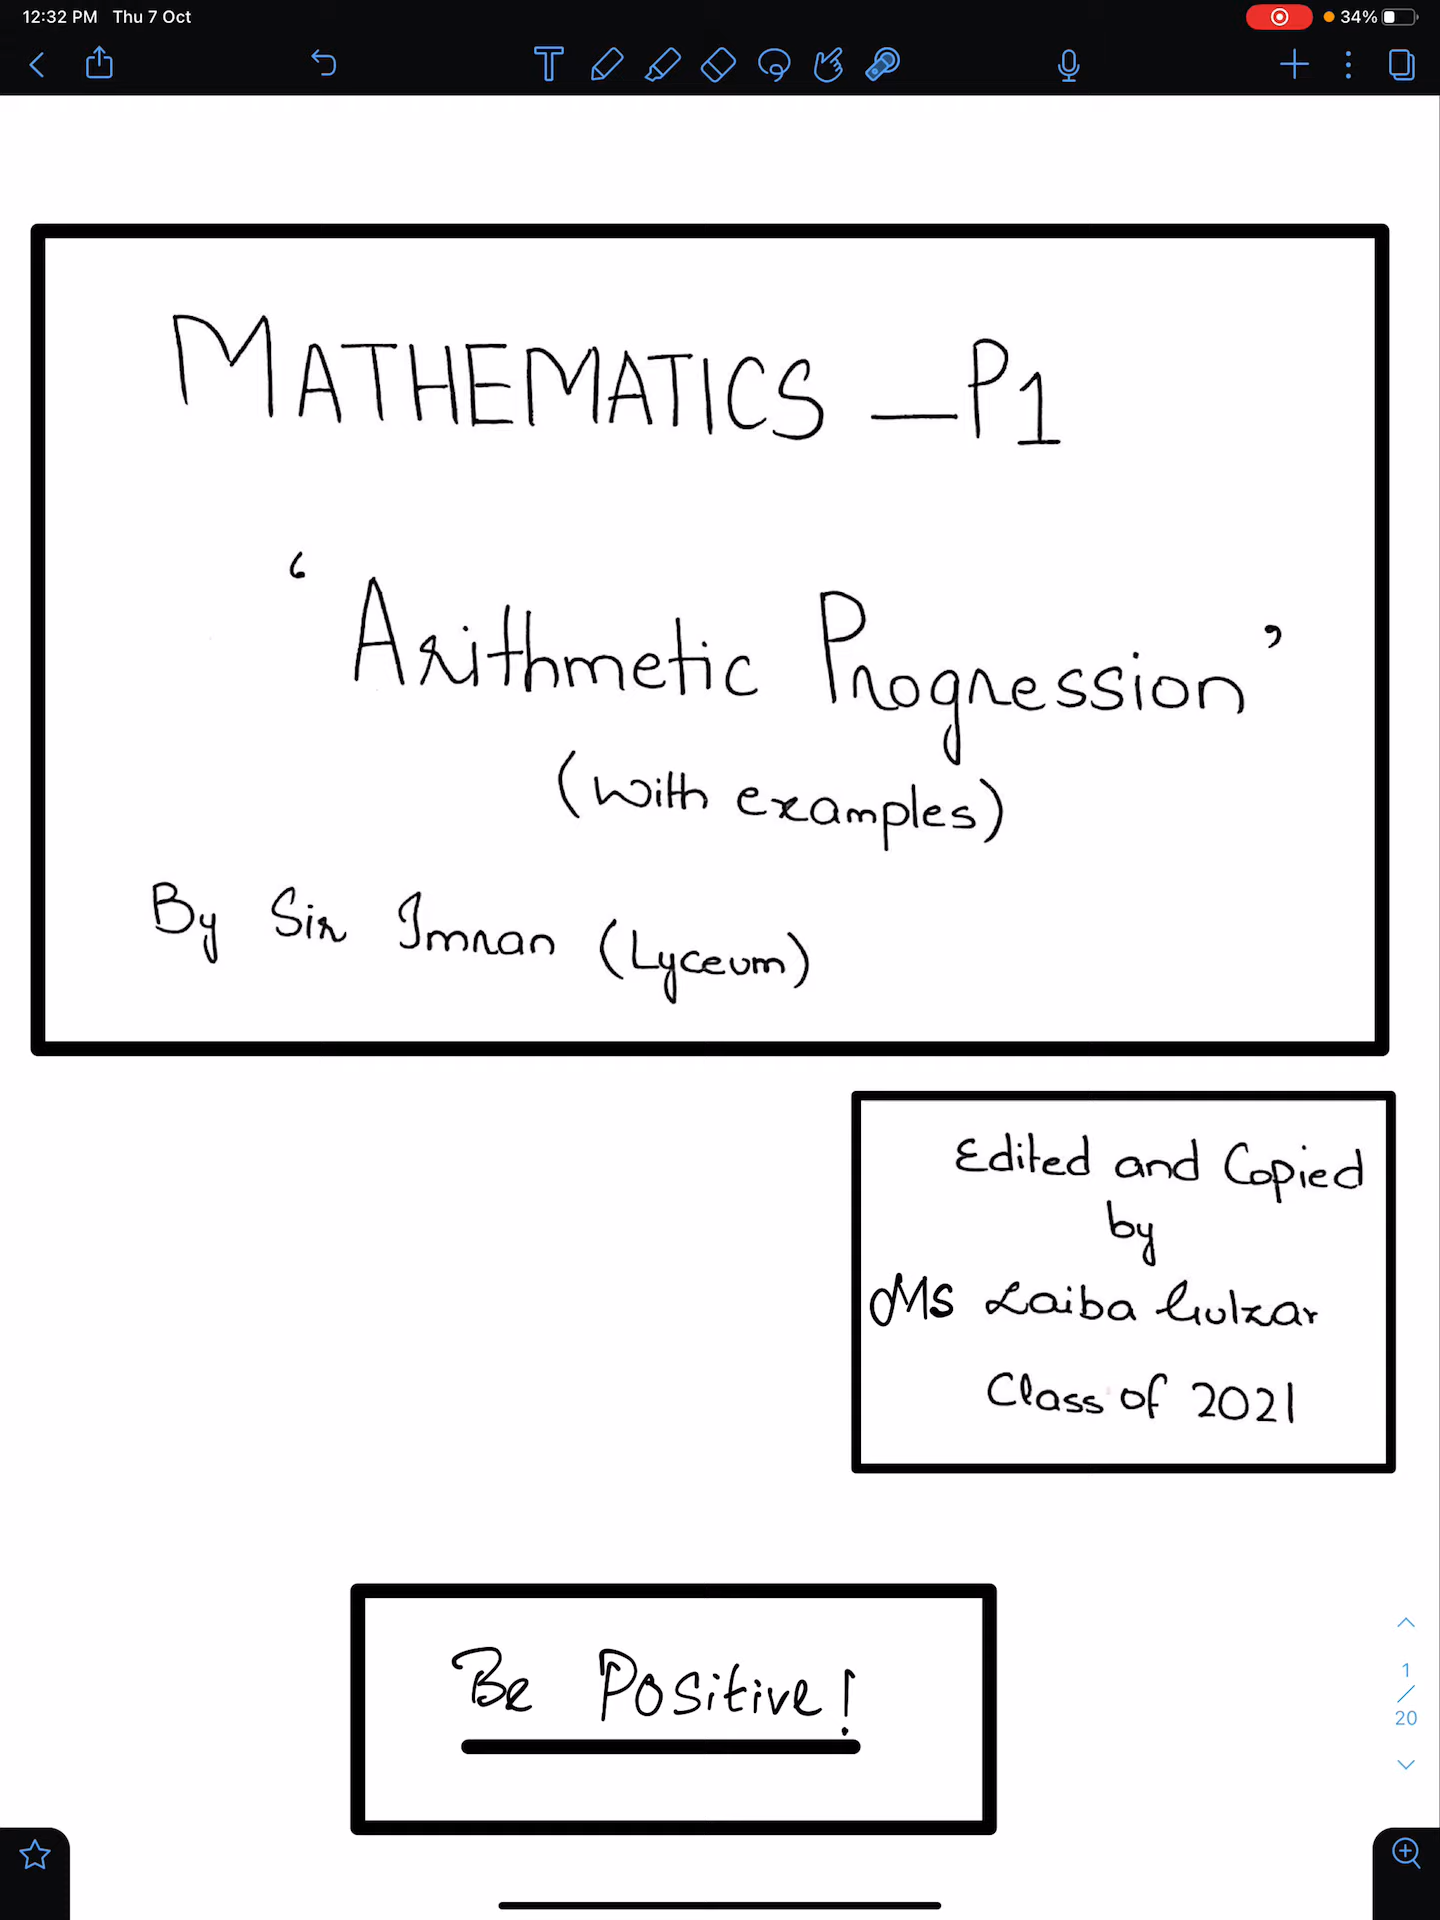 12:32 PM Thu 7 Oct
34%
MATHEMATICS – P1
‘Arithmetic Progression’
(with examples)
By Sir Imran (Lyceum)
Edited and Copied
by
MS Laiba Gulzar
Class of 2021
Be Positive!
1
/
20